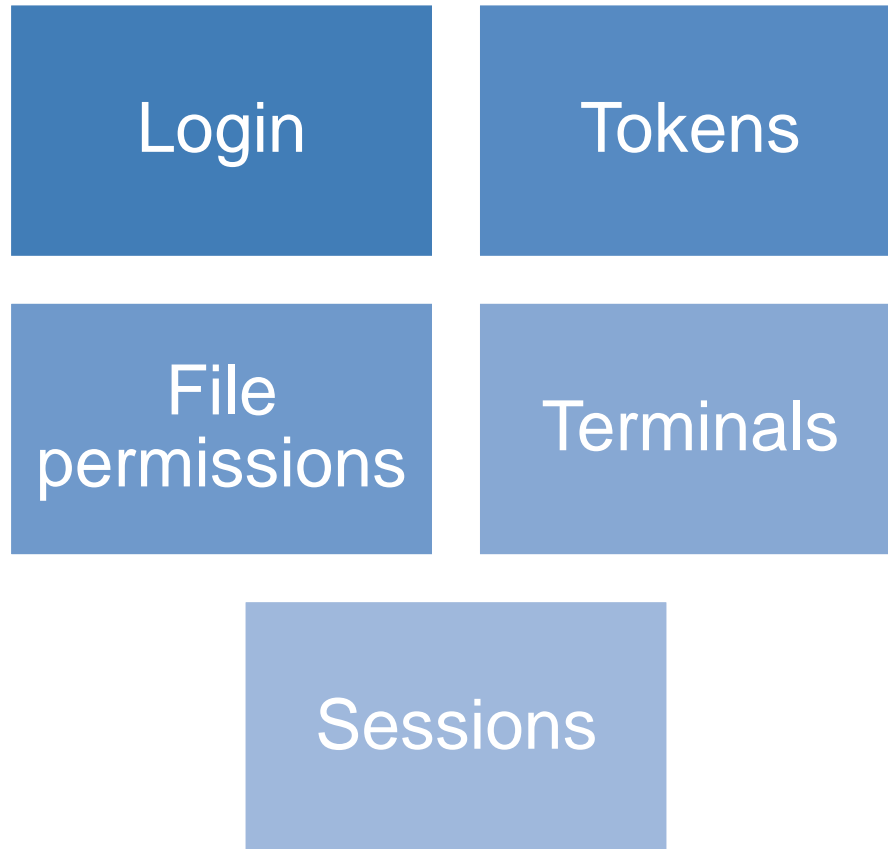 Login
Tokens
File
permissions
Terminals
Sessions